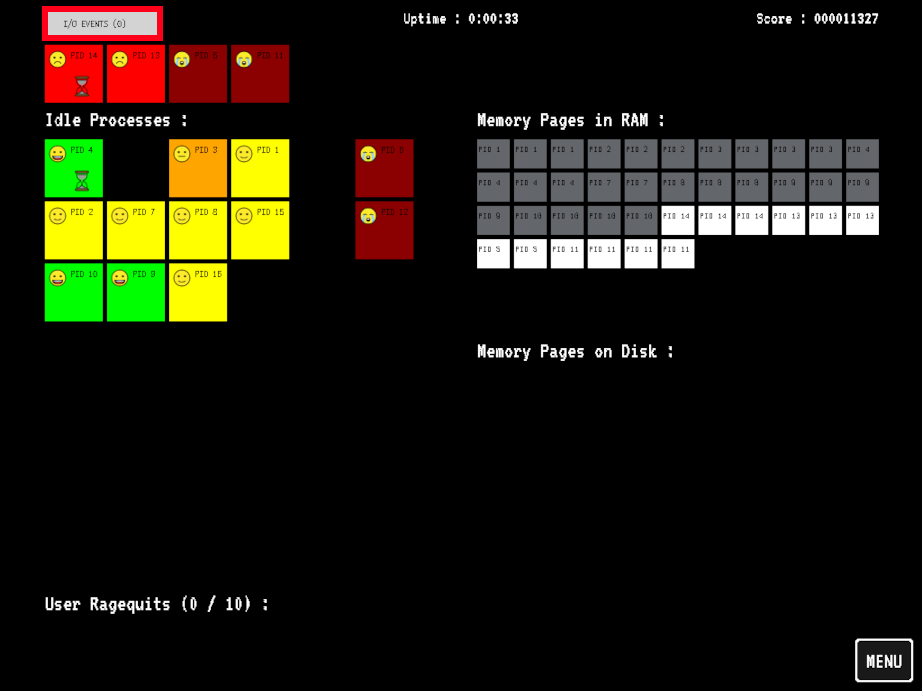 I/O EVENTS (0)
Uptime : 0:00:33
Score : 000011327
PID 14 PID 13 PID 5 PID 11
Idle Processes :
Memory Pages in RAM :
PID 4 PID 3 PID 1 PID 6
PID 1 PID 1 PID 1 PID 2 PID 2 PID 2 PID 3 PID 3 PID 3 PID 3 PID 4
PID 4 PID 4 PID 4 PID 7 PID 7 PID 8 PID 8 PID 8 PID 9 PID 9 PID 9
PID 2 PID 7 PID 8 PID 15 PID 12
PID 9 PID 10 PID 10 PID 10 PID 10 PID 14 PID 14 PID 14 PID 13 PID 13 PID 13
PID 5 PID 5 PID 11 PID 11 PID 11 PID 11
PID 10 PID 9 PID 16
Memory Pages on Disk :
User Ragequits (0 / 10) :
MENU